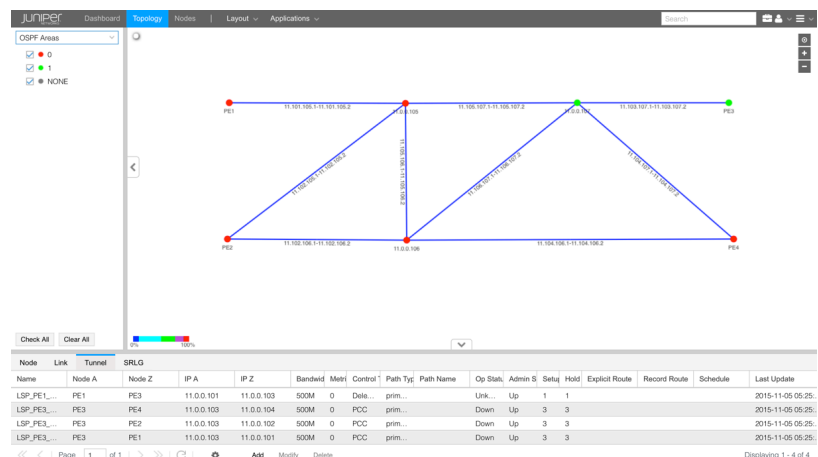 JUNIPER Dashboard Topology Nodes | Layout Applications Search
NETWORKS
OSPF Areas
0
1
NONE
PE1 11.101.105.1-11.101.105.2 11.0.0.105 11.105.107.1-11.105.107.2 11.0.0.107 11.103.107.1-11.103.107.2 PE3
11.102.105.1-11.102.105.2
11.105.106.1-11.105.106.2
11.106.107.1-11.106.107.2
11.104.107.1-11.104.107.2
PE2 11.102.106.1-11.102.106.2 11.0.0.106 11.104.106.1-11.104.106.2 PE4
Check All Clear All
0% 100%
Node Link Tunnel SRLG
Name Node A Node Z IP A IP Z Bandwid Metri Control Path Typ Path Name Op Statu Admin S Setup Hold Explicit Route Record Route Schedule Last Update
LSP_PE1_... PE1 PE3 11.0.0.101 11.0.0.103 500M 0 Dele... prim... Unk... Up 1 1 2015-11-05 05:25:..
LSP_PE3_... PE3 PE4 11.0.0.103 11.0.0.104 500M 0 PCC prim... Down Up 3 3 2015-11-05 05:25:..
LSP_PE3_... PE3 PE2 11.0.0.103 11.0.0.102 500M 0 PCC prim... Down Up 3 3 2015-11-05 05:25:..
LSP_PE3_... PE3 PE1 11.0.0.103 11.0.0.101 500M 0 PCC prim... Down Up 3 3 2015-11-05 05:25:..
Page 1 of 1 Add Modify Delete Displaying 1 - 4 of 4